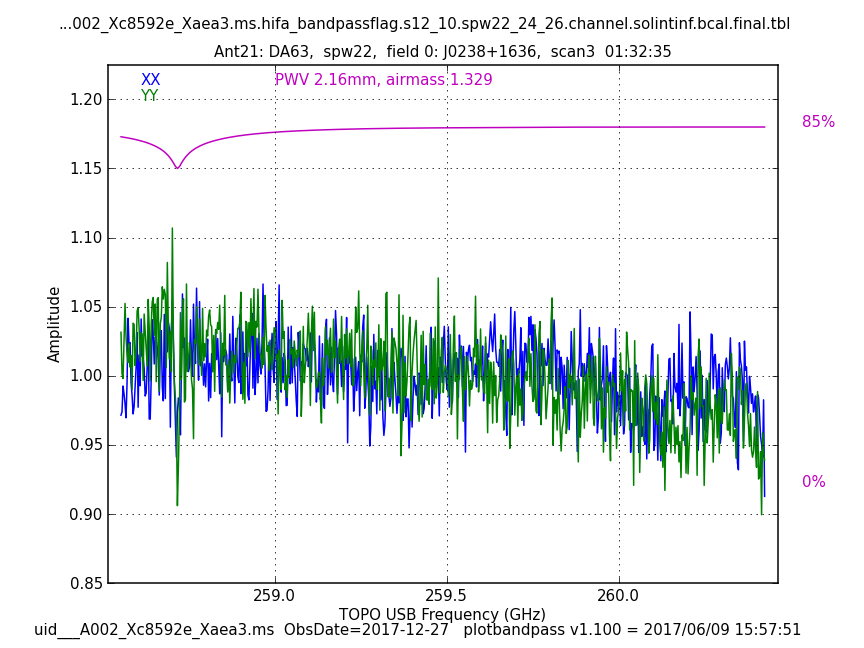 ...002_Xc8592e_Xaea3.ms.hifa_bandpassflag.s12_10.spw22_24_26.channel.solintinf.bcal.final.tbl
Ant21: DA63,  spw22,  field 0: J0238+1636,  scan3  01:32:35
XX
YY
PWV 2.16mm, airmass 1.329
85%
0%
1.20
1.15
1.10
1.05
1.00
0.95
0.90
0.85
Amplitude
259.0 259.5 260.0
TOPO USB Frequency (GHz)
uid___A002_Xc8592e_Xaea3.ms  ObsDate=2017-12-27   plotbandpass v1.100 = 2017/06/09 15:57:51